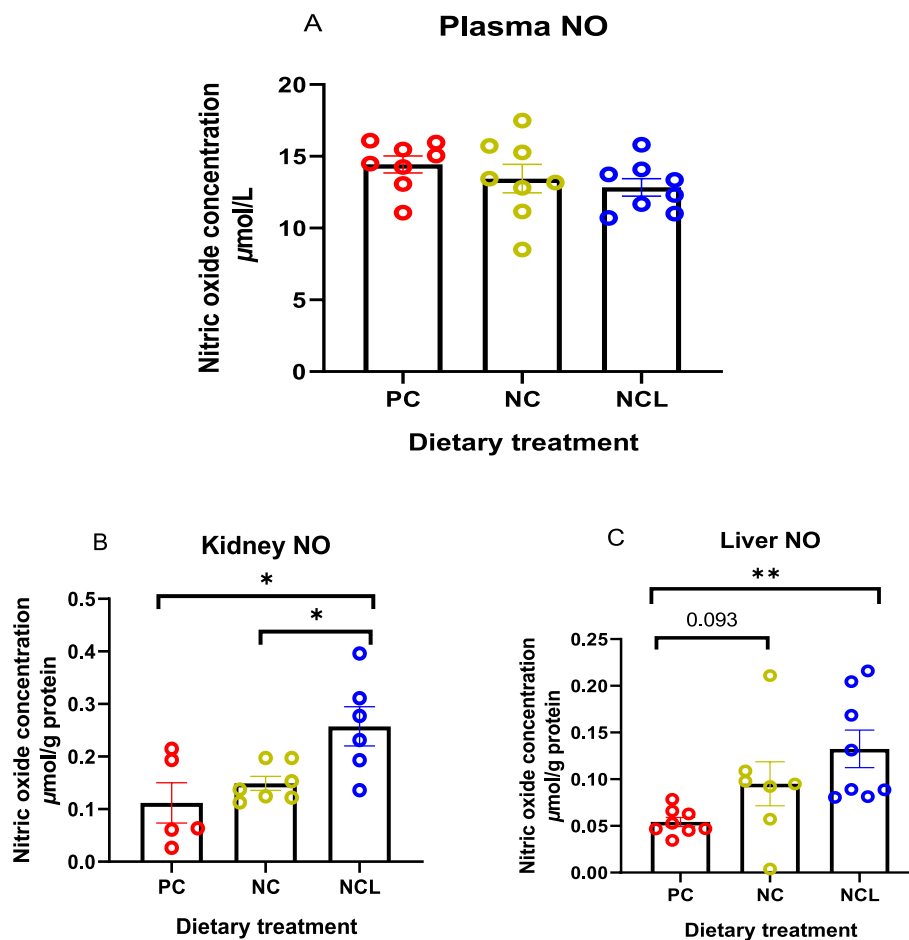 A
Plasma NO
Nitric oxide concentration
µmol/L
20
15
10
5
0
PC NC NCL
Dietary treatment
B
Kidney NO
*
*
Nitric oxide concentration
µmol/g protein
0.5
0.4
0.3
0.2
0.1
0.0
PC NC NCL
Dietary treatment
C
Liver NO
**
0.093
Nitric oxide concentration
µmol/g protein
0.25
0.20
0.15
0.10
0.05
0.00
PC NC NCL
Dietary treatment